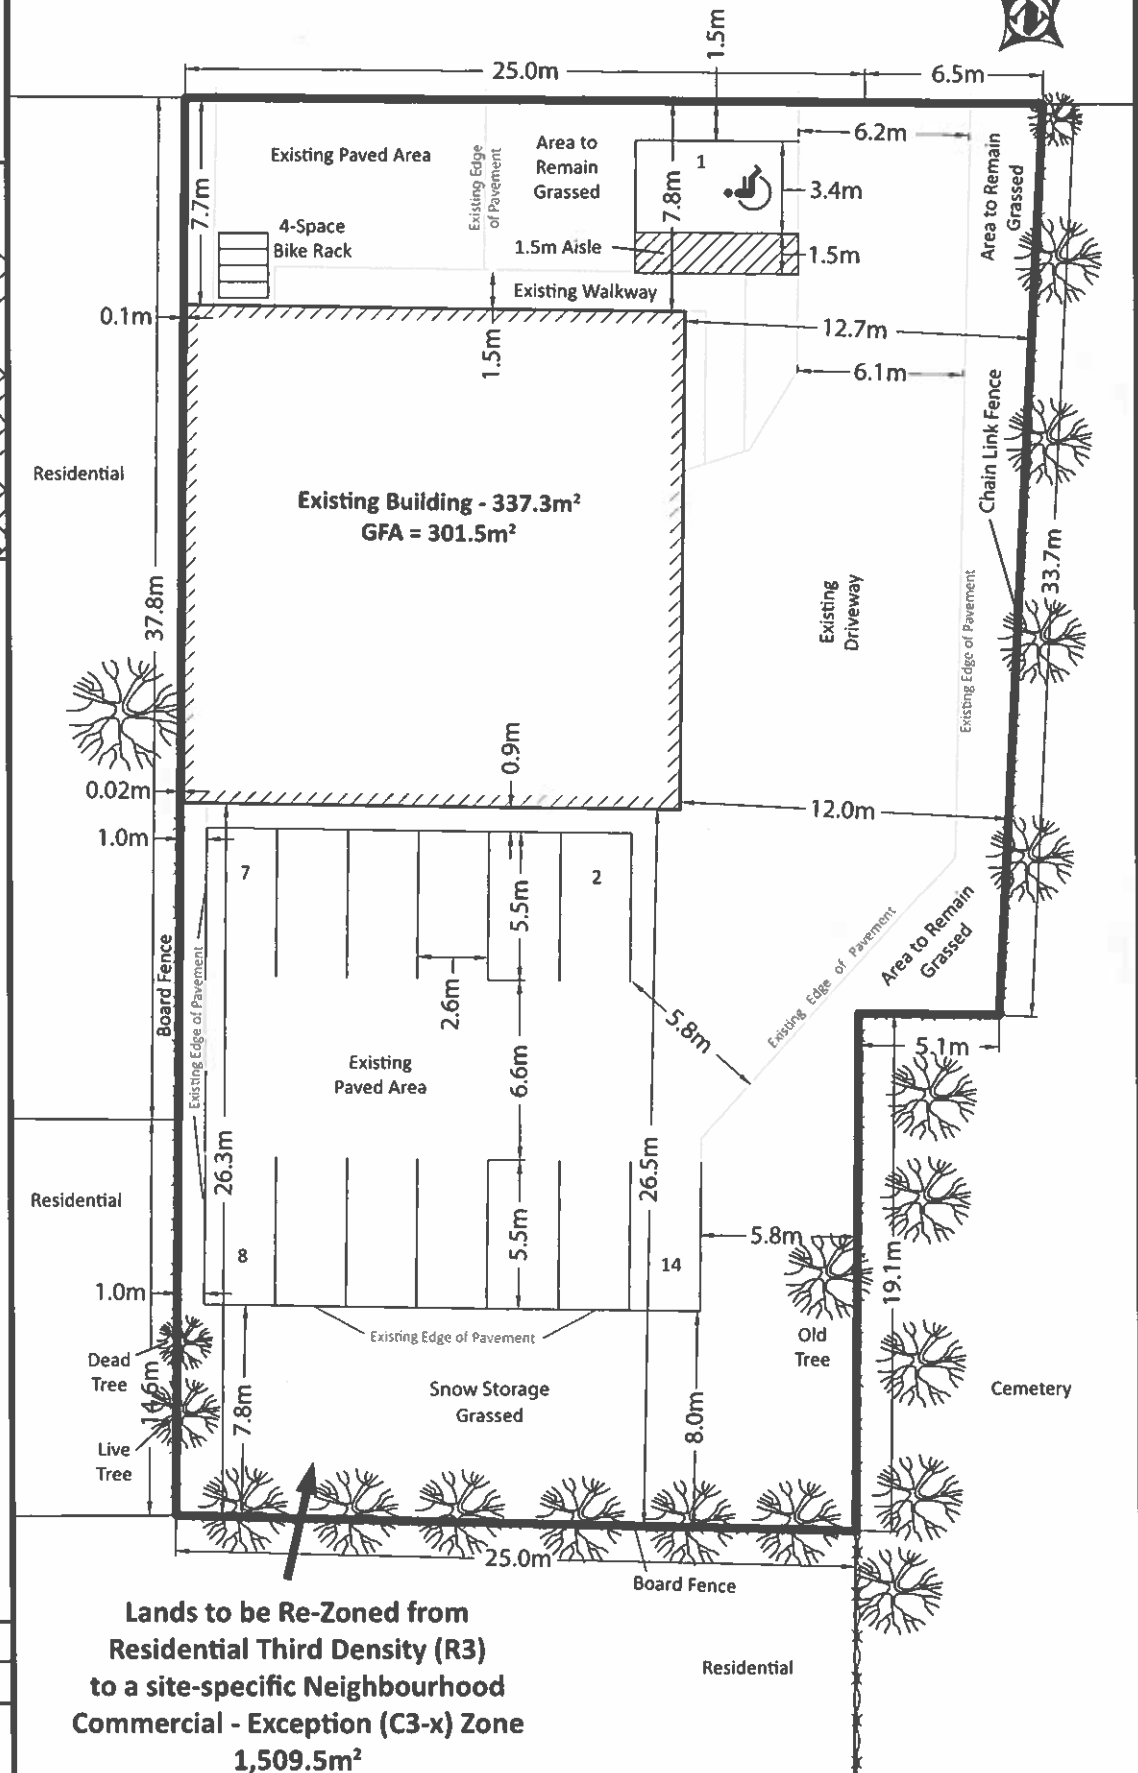 1.5m
25.0m
6.5m
Existing Paved Area
Existing Edge
of Pavement
Area to
Remain
Grassed
1
6.2m
Area to Remain
Grassed
7.7m
7.8m
3.4m
4-Space
Bike Rack
1.5m Aisle
1.5m
Existing Walkway
0.1m
1.5m
12.7m
6.1m
Residential
Existing Building - 337.3m²
GFA = 301.5m²
Chain Link Fence
33.7m
37.8m
Existing
Driveway
Existing Edge of Pavement
0.9m
0.02m
12.0m
1.0m
7
2
5.5m
Board Fence
Existing Edge of Pavement
2.6m
Existing Edge of Pavement
Area to Remain
Grassed
5.8m
5.1m
Existing
Paved Area
6.6m
26.3m
26.5m
Residential
5.5m
5.8m
8
14
19.1m
1.0m
Existing Edge of Pavement
Old
Tree
Dead
Tree
14.6m
7.8m
Snow Storage
Grassed
8.0m
Cemetery
Live
Tree
25.0m
Board Fence
Lands to be Re-Zoned from
Residential Third Density (R3)
to a site-specific Neighbourhood
Commercial - Exception (C3-x) Zone
1,509.5m²
Residential